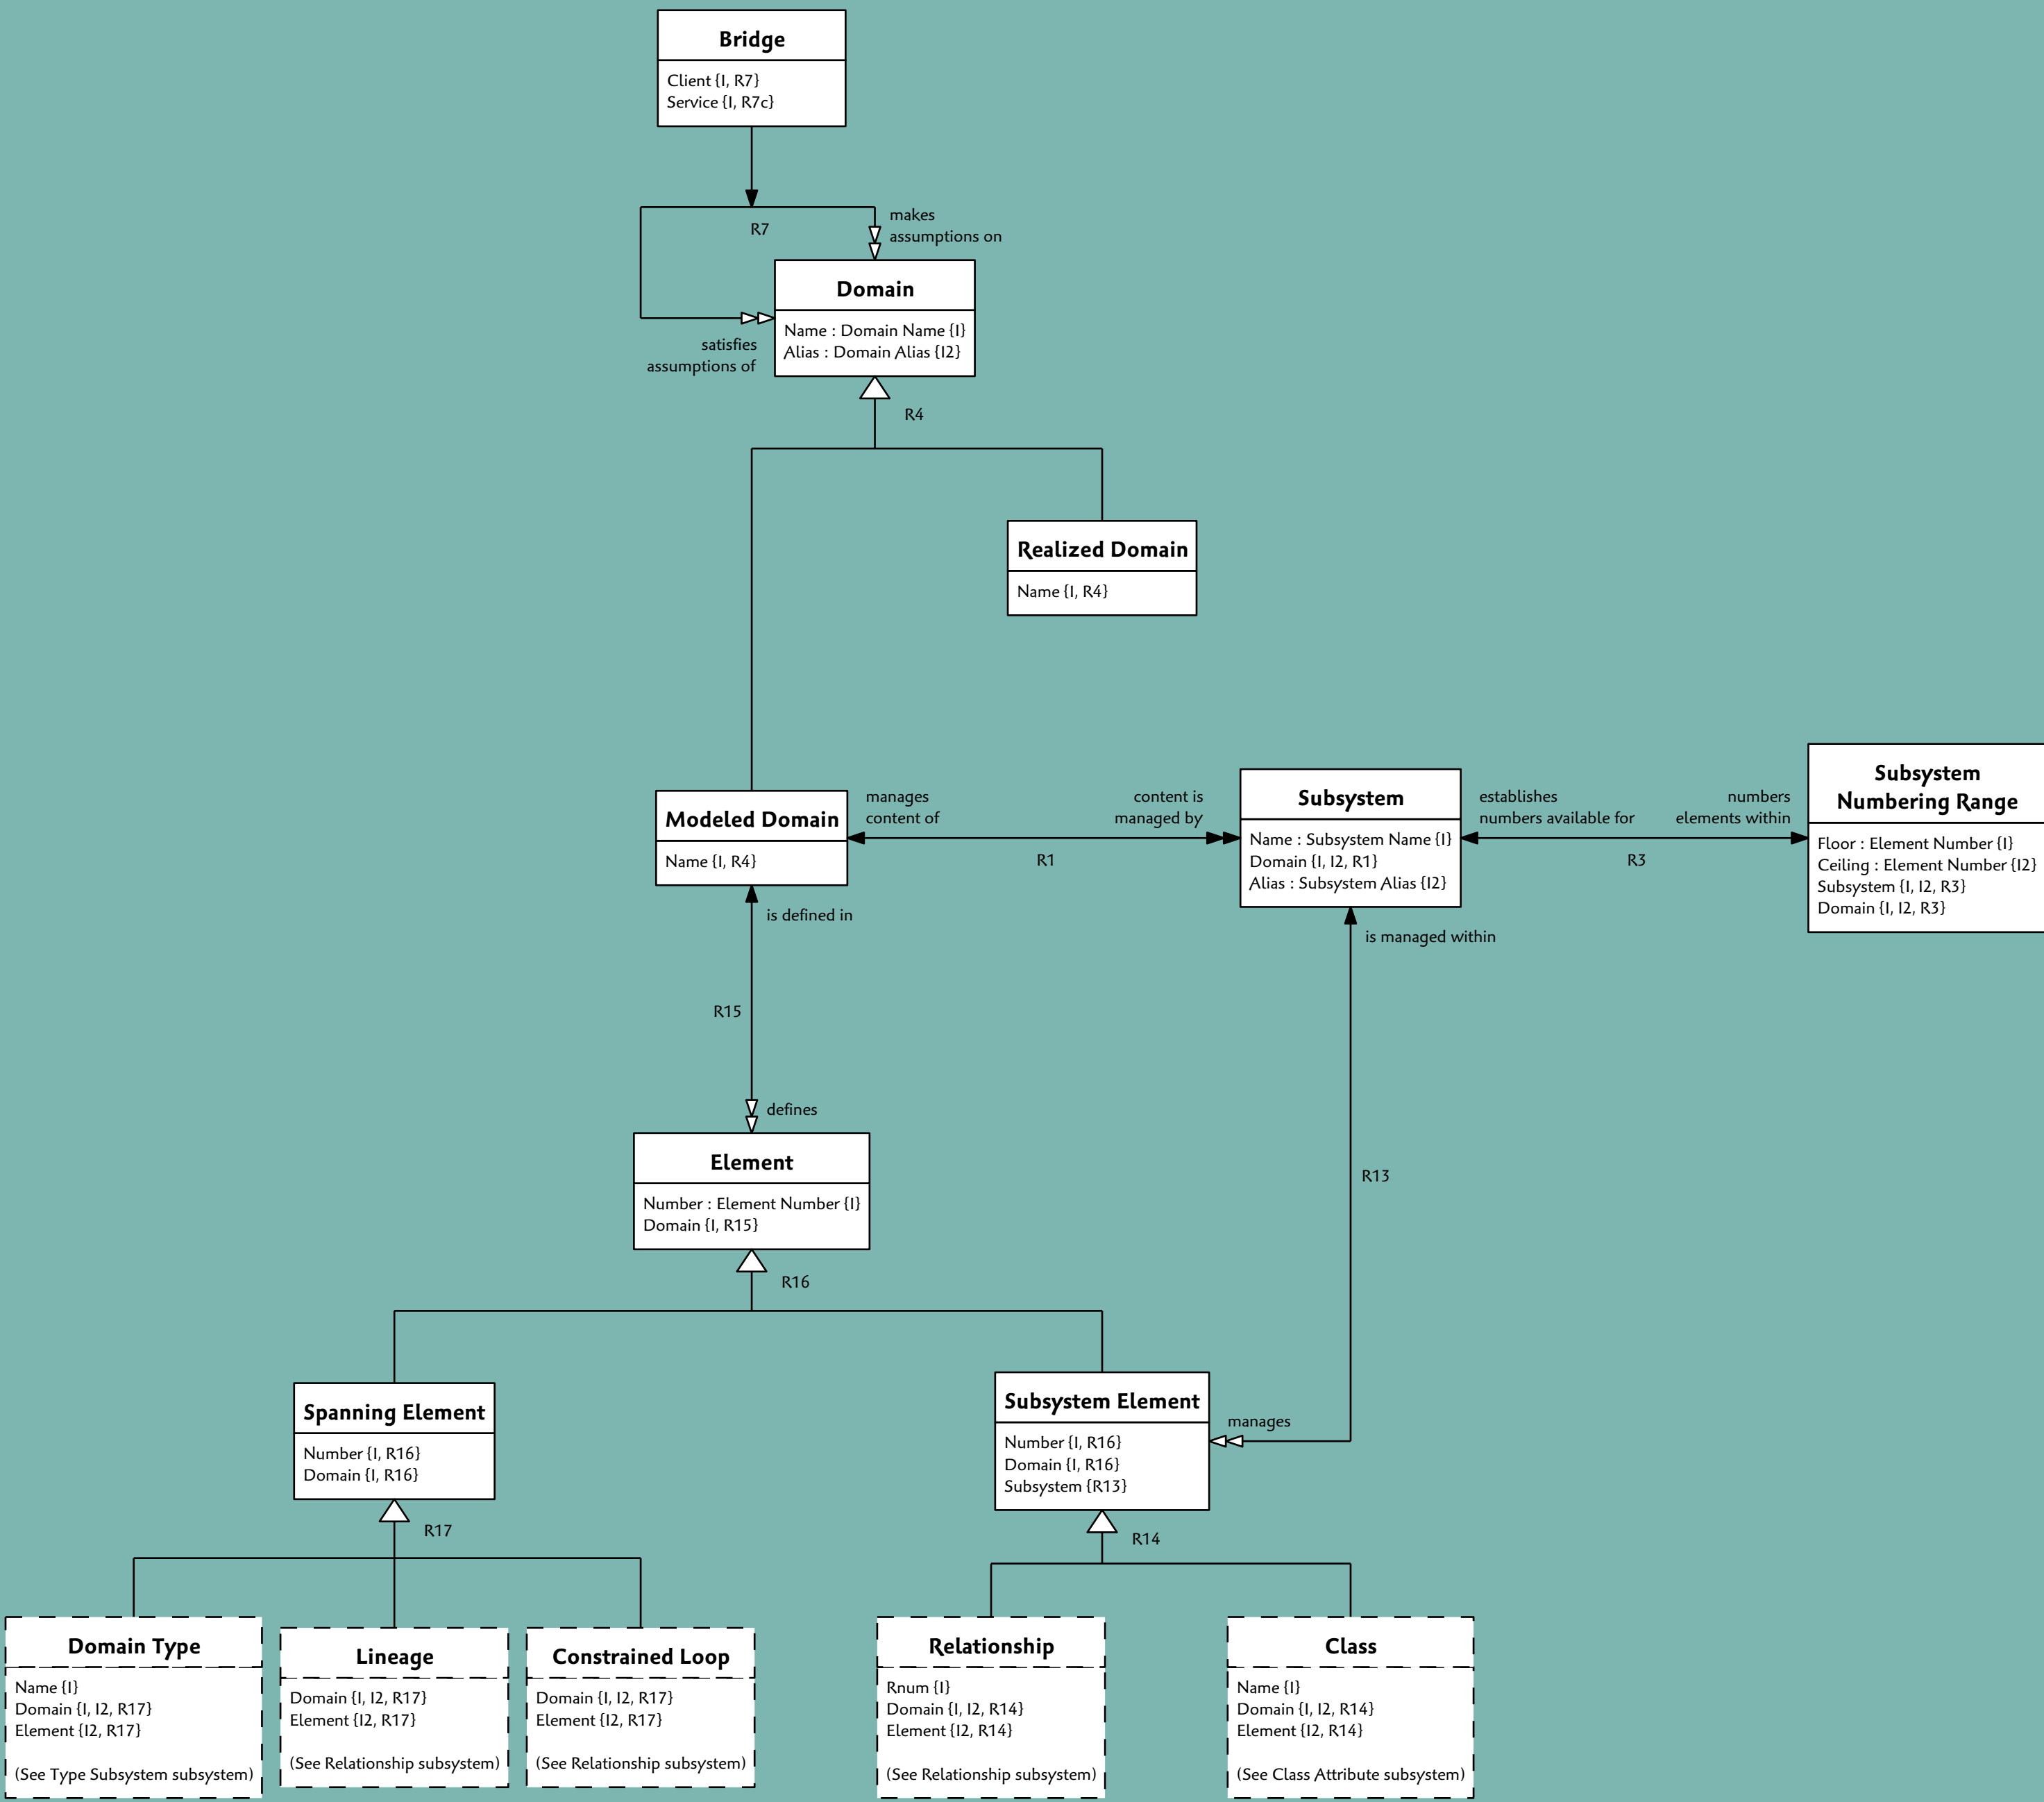 Bridge
Client {I, R7}
Service {I, R7c}
R7
makes
assumptions on
Domain
Name : Domain Name {I}
Alias : Domain Alias {I2}
satisfies
assumptions of
R4
Realized Domain
Name {I, R4}
Modeled Domain
Name {I, R4}
manages
content of
content is
managed by
R1
Subsystem
Name : Subsystem Name {I}
Domain {I, I2, R1}
Alias : Subsystem Alias {I2}
establishes
numbers available for
numbers
elements within
R3
Subsystem
Numbering Range
Floor : Element Number {I}
Ceiling : Element Number {I2}
Subsystem {I, I2, R3}
Domain {I, I2, R3}
is defined in
is managed within
R15
defines
R13
Element
Number : Element Number {I}
Domain {I, R15}
R16
Spanning Element
Number {I, R16}
Domain {I, R16}
Subsystem Element
Number {I, R16}
Domain {I, R16}
Subsystem {R13}
manages
R17
R14
Domain Type
Name {I}
Domain {I, I2, R17}
Element {I2, R17}
(See Type Subsystem subsystem)
Lineage
Domain {I, I2, R17}
Element {I2, R17}
(See Relationship subsystem)
Constrained Loop
Domain {I, I2, R17}
Element {I2, R17}
(See Relationship subsystem)
Relationship
Rnum {I}
Domain {I, I2, R14}
Element {I2, R14}
(See Relationship subsystem)
Class
Name {I}
Domain {I, I2, R14}
Element {I2, R14}
(See Class Attribute subsystem)